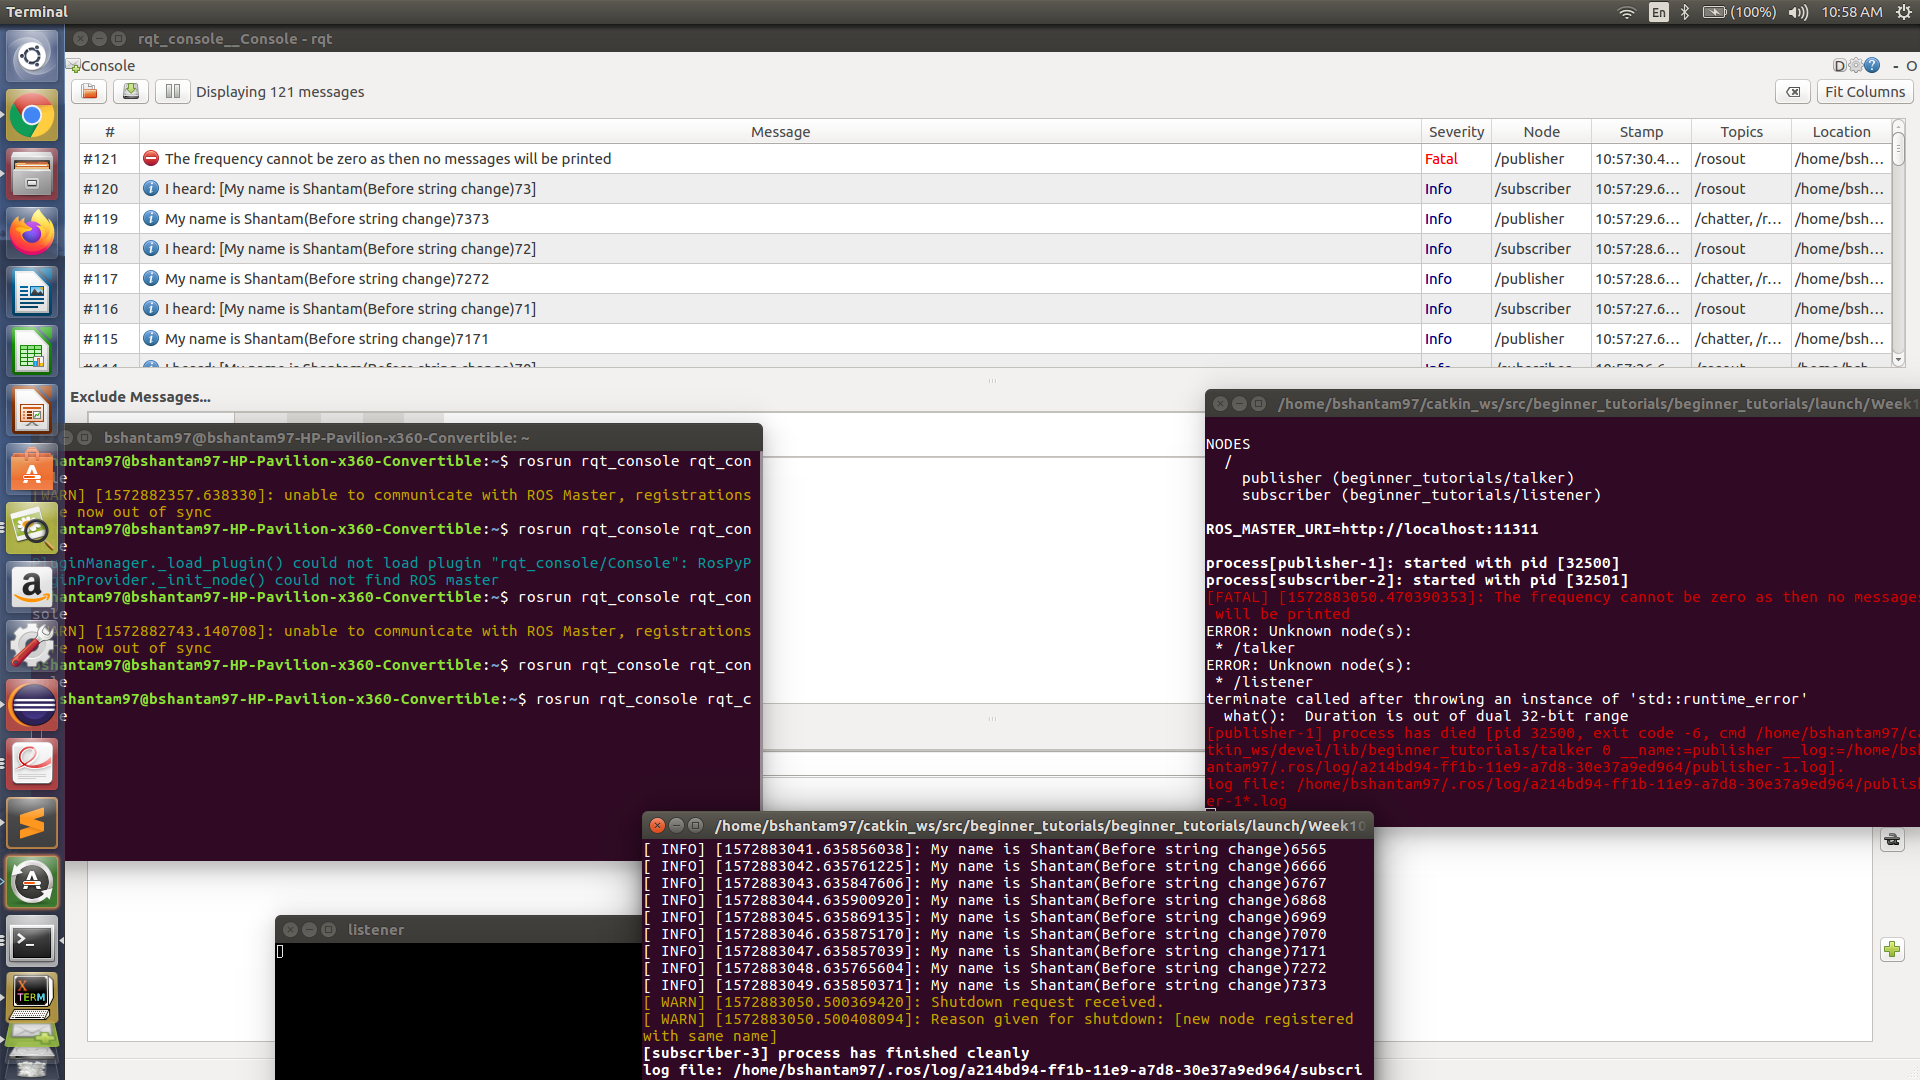 Terminal
En
(100%)
10:58 AM
rqt_console__Console - rqt
Console
D
- O
Displaying 121 messages
Fit Columns
# Message Severity Node Stamp Topics Location
#121 The frequency cannot be zero as then no messages will be printed Fatal /publisher 10:57:30.4... /rosout /home/bsh...
#120 I heard: [My name is Shantam(Before string change)73] Info /subscriber 10:57:29.6... /rosout /home/bsh...
#119 My name is Shantam(Before string change)7373 Info /publisher 10:57:29.6... /chatter, /r... /home/bsh...
#118 I heard: [My name is Shantam(Before string change)72] Info /subscriber 10:57:28.6... /rosout /home/bsh...
#117 My name is Shantam(Before string change)7272 Info /publisher 10:57:28.6... /chatter, /r... /home/bsh...
#116 I heard: [My name is Shantam(Before string change)71] Info /subscriber 10:57:27.6... /rosout /home/bsh...
#115 My name is Shantam(Before string change)7171 Info /publisher 10:57:27.6... /chatter, /r... /home/bsh...
Exclude Messages...
bshantam97@bshantam97-HP-Pavilion-x360-Convertible: ~
antam97@bshantam97-HP-Pavilion-x360-Convertible:~$ rosrun rqt_console rqt_con
e
WARN] [1572882357.638330]: unable to communicate with ROS Master, registrations
e now out of sync
antam97@bshantam97-HP-Pavilion-x360-Convertible:~$ rosrun rqt_console rqt_con
e
ginManager._load_plugin() could not load plugin "rqt_console/Console": RosPyP
inProvider._init_node() could not find ROS master
antam97@bshantam97-HP-Pavilion-x360-Convertible:~$ rosrun rqt_console rqt_con
sole
RN] [1572882743.140708]: unable to communicate with ROS Master, registrations
e now out of sync
antam97@bshantam97-HP-Pavilion-x360-Convertible:~$ rosrun rqt_console rqt_con
e
shantam97@bshantam97-HP-Pavilion-x360-Convertible:~$ rosrun rqt_console rqt_c
e
/home/bshantam97/catkin_ws/src/beginner_tutorials/beginner_tutorials/launch/Week1
NODES
/
publisher (beginner_tutorials/talker)
subscriber (beginner_tutorials/listener)
ROS_MASTER_URI=http://localhost:11311
process[publisher-1]: started with pid [32500]
process[subscriber-2]: started with pid [32501]
[FATAL] [1572883050.470390353]: The frequency cannot be zero as then no messages
will be printed
ERROR: Unknown node(s):
* /talker
ERROR: Unknown node(s):
* /listener
terminate called after throwing an instance of 'std::runtime_error'
what():  Duration is out of dual 32-bit range
[publisher-1] process has died [pid 32500, exit code -6, cmd /home/bshantam97/ca
tkin_ws/devel/lib/beginner_tutorials/talker 0 __name:=publisher __log:=/home/bsh
antam97/.ros/log/a214bd94-ff1b-11e9-a7d8-30e37a9ed964/publisher-1.log].
log file: /home/bshantam97/.ros/log/a214bd94-ff1b-11e9-a7d8-30e37a9ed964/publish
er-1*.log
/home/bshantam97/catkin_ws/src/beginner_tutorials/beginner_tutorials/launch/Week10
[ INFO] [1572883041.635856038]: My name is Shantam(Before string change)6565
[ INFO] [1572883042.635761225]: My name is Shantam(Before string change)6666
[ INFO] [1572883043.635847606]: My name is Shantam(Before string change)6767
[ INFO] [1572883044.635900920]: My name is Shantam(Before string change)6868
[ INFO] [1572883045.635869135]: My name is Shantam(Before string change)6969
[ INFO] [1572883046.635875170]: My name is Shantam(Before string change)7070
[ INFO] [1572883047.635857039]: My name is Shantam(Before string change)7171
[ INFO] [1572883048.635765604]: My name is Shantam(Before string change)7272
[ INFO] [1572883049.635850371]: My name is Shantam(Before string change)7373
[ WARN] [1572883050.500369420]: Shutdown request received.
[ WARN] [1572883050.500408094]: Reason given for shutdown: [new node registered
with same name]
[subscriber-3] process has finished cleanly
log file: /home/bshantam97/.ros/log/a214bd94-ff1b-11e9-a7d8-30e37a9ed964/subscri
listener
X
TERM